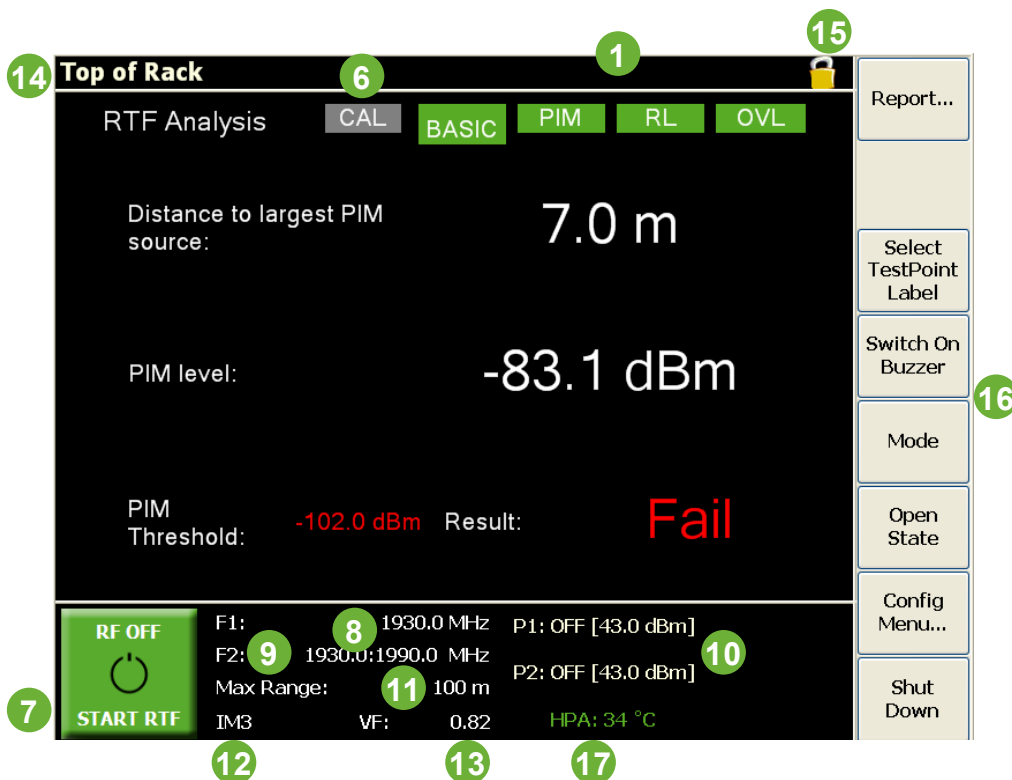 15
1
14
Top of Rack
6
Report...
RTF Analysis
CAL
BASIC
PIM
RL
OVL
Distance to largest PIM
source:
7.0 m
Select
TestPoint
Label
Switch On
Buzzer
PIM level:
-83.1 dBm
16
Mode
PIM
Threshold:
-102.0 dBm
Result:
Fail
Open
State
Config
Menu...
RF OFF
START RTF
7
F1:
8
1930.0 MHz
P1: OFF [43.0 dBm]
F2:
9
1930.0:1990.0 MHz
10
P2: OFF [43.0 dBm]
Max Range:
11
100 m
IM3
VF:
0.82
HPA: 34 °C
Shut
Down
12
13
17